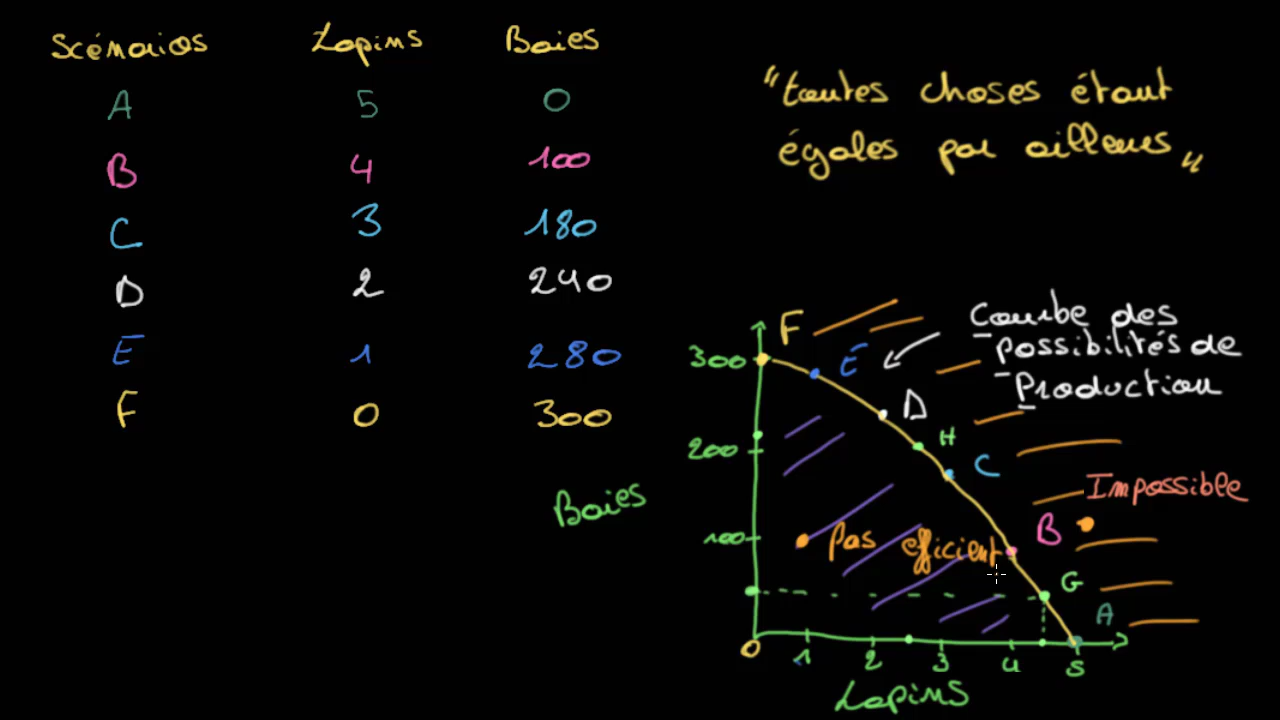 Scénarios Lapins Baies
A 5 0
B 4 100
C 3 180
D 2 240
E 1 280
F 0 300
"toutes choses étant
égales par ailleurs"
Courbe des
possibilités de
Production
F
E
D
H
C
B
G
A
300
200
100
0
1 2 3 4 5
Baies
Lapins
Impossible
Pas efficient